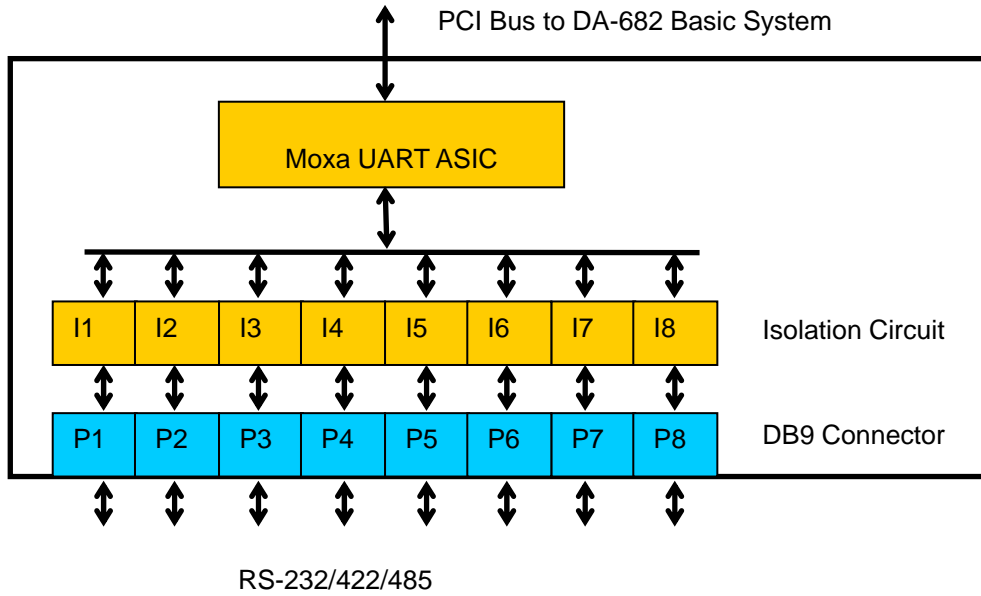 PCI Bus to DA-682 Basic System
Moxa UART ASIC
I1 I2 I3 I4 I5 I6 I7 I8
Isolation Circuit
P1 P2 P3 P4 P5 P6 P7 P8
DB9 Connector
RS-232/422/485